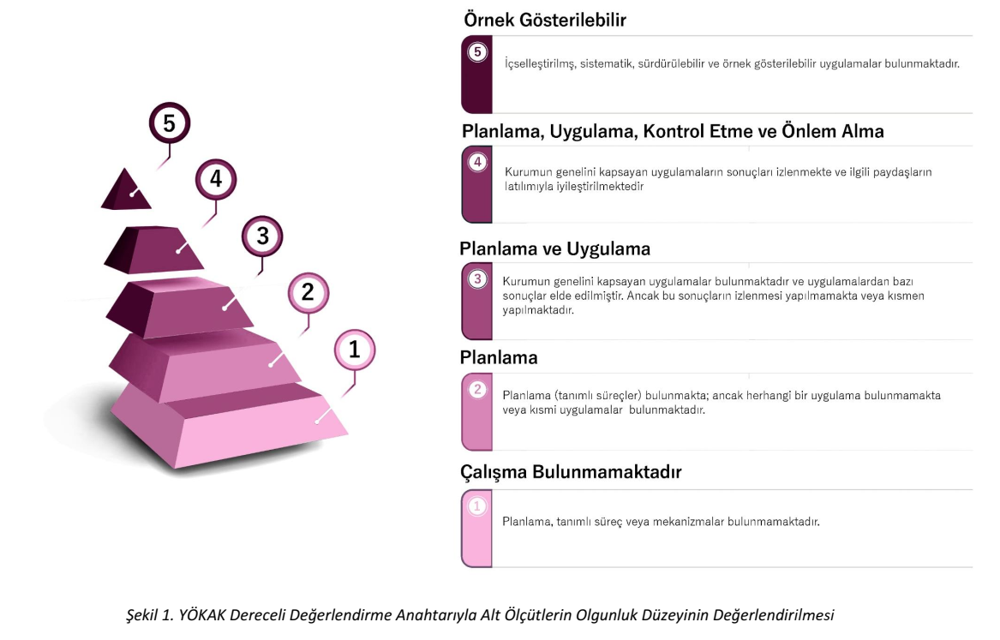 Örnek Gösterilebilir
5
İçselleştirilmş, sistematik, sürdürülebilir ve örnek gösterilebilir uygulamalar bulunmaktadır.
5
Planlama, Uygulama, Kontrol Etme ve Önlem Alma
4
Kurumun genelini kapsayan uygulamaların sonuçları izlenmekte ve ilgili paydaşların
latılımıyla iyileştirilmektedir
4
3
Planlama ve Uygulama
3
Kurumun genelini kapsayan uygulamalar bulunmaktadır ve uygulamalardan bazı
sonuçlar elde edilmiştir. Ancak bu sonuçların izlenmesi yapılmamakta veya kısmen
yapılmaktadır.
2
1
Planlama
2
Planlama (tanımlı süreçler) bulunmakta; ancak herhangi bir uygulama bulunmamakta
veya kısmi uygulamalar bulunmaktadır.
Çalışma Bulunmamaktadır
1
Planlama, tanımlı süreç veya mekanizmalar bulunmamaktadır.
Şekil 1. YÖKAK Dereceli Değerlendirme Anahtarıyla Alt Ölçütlerin Olgunluk Düzeyinin Değerlendirilmesi